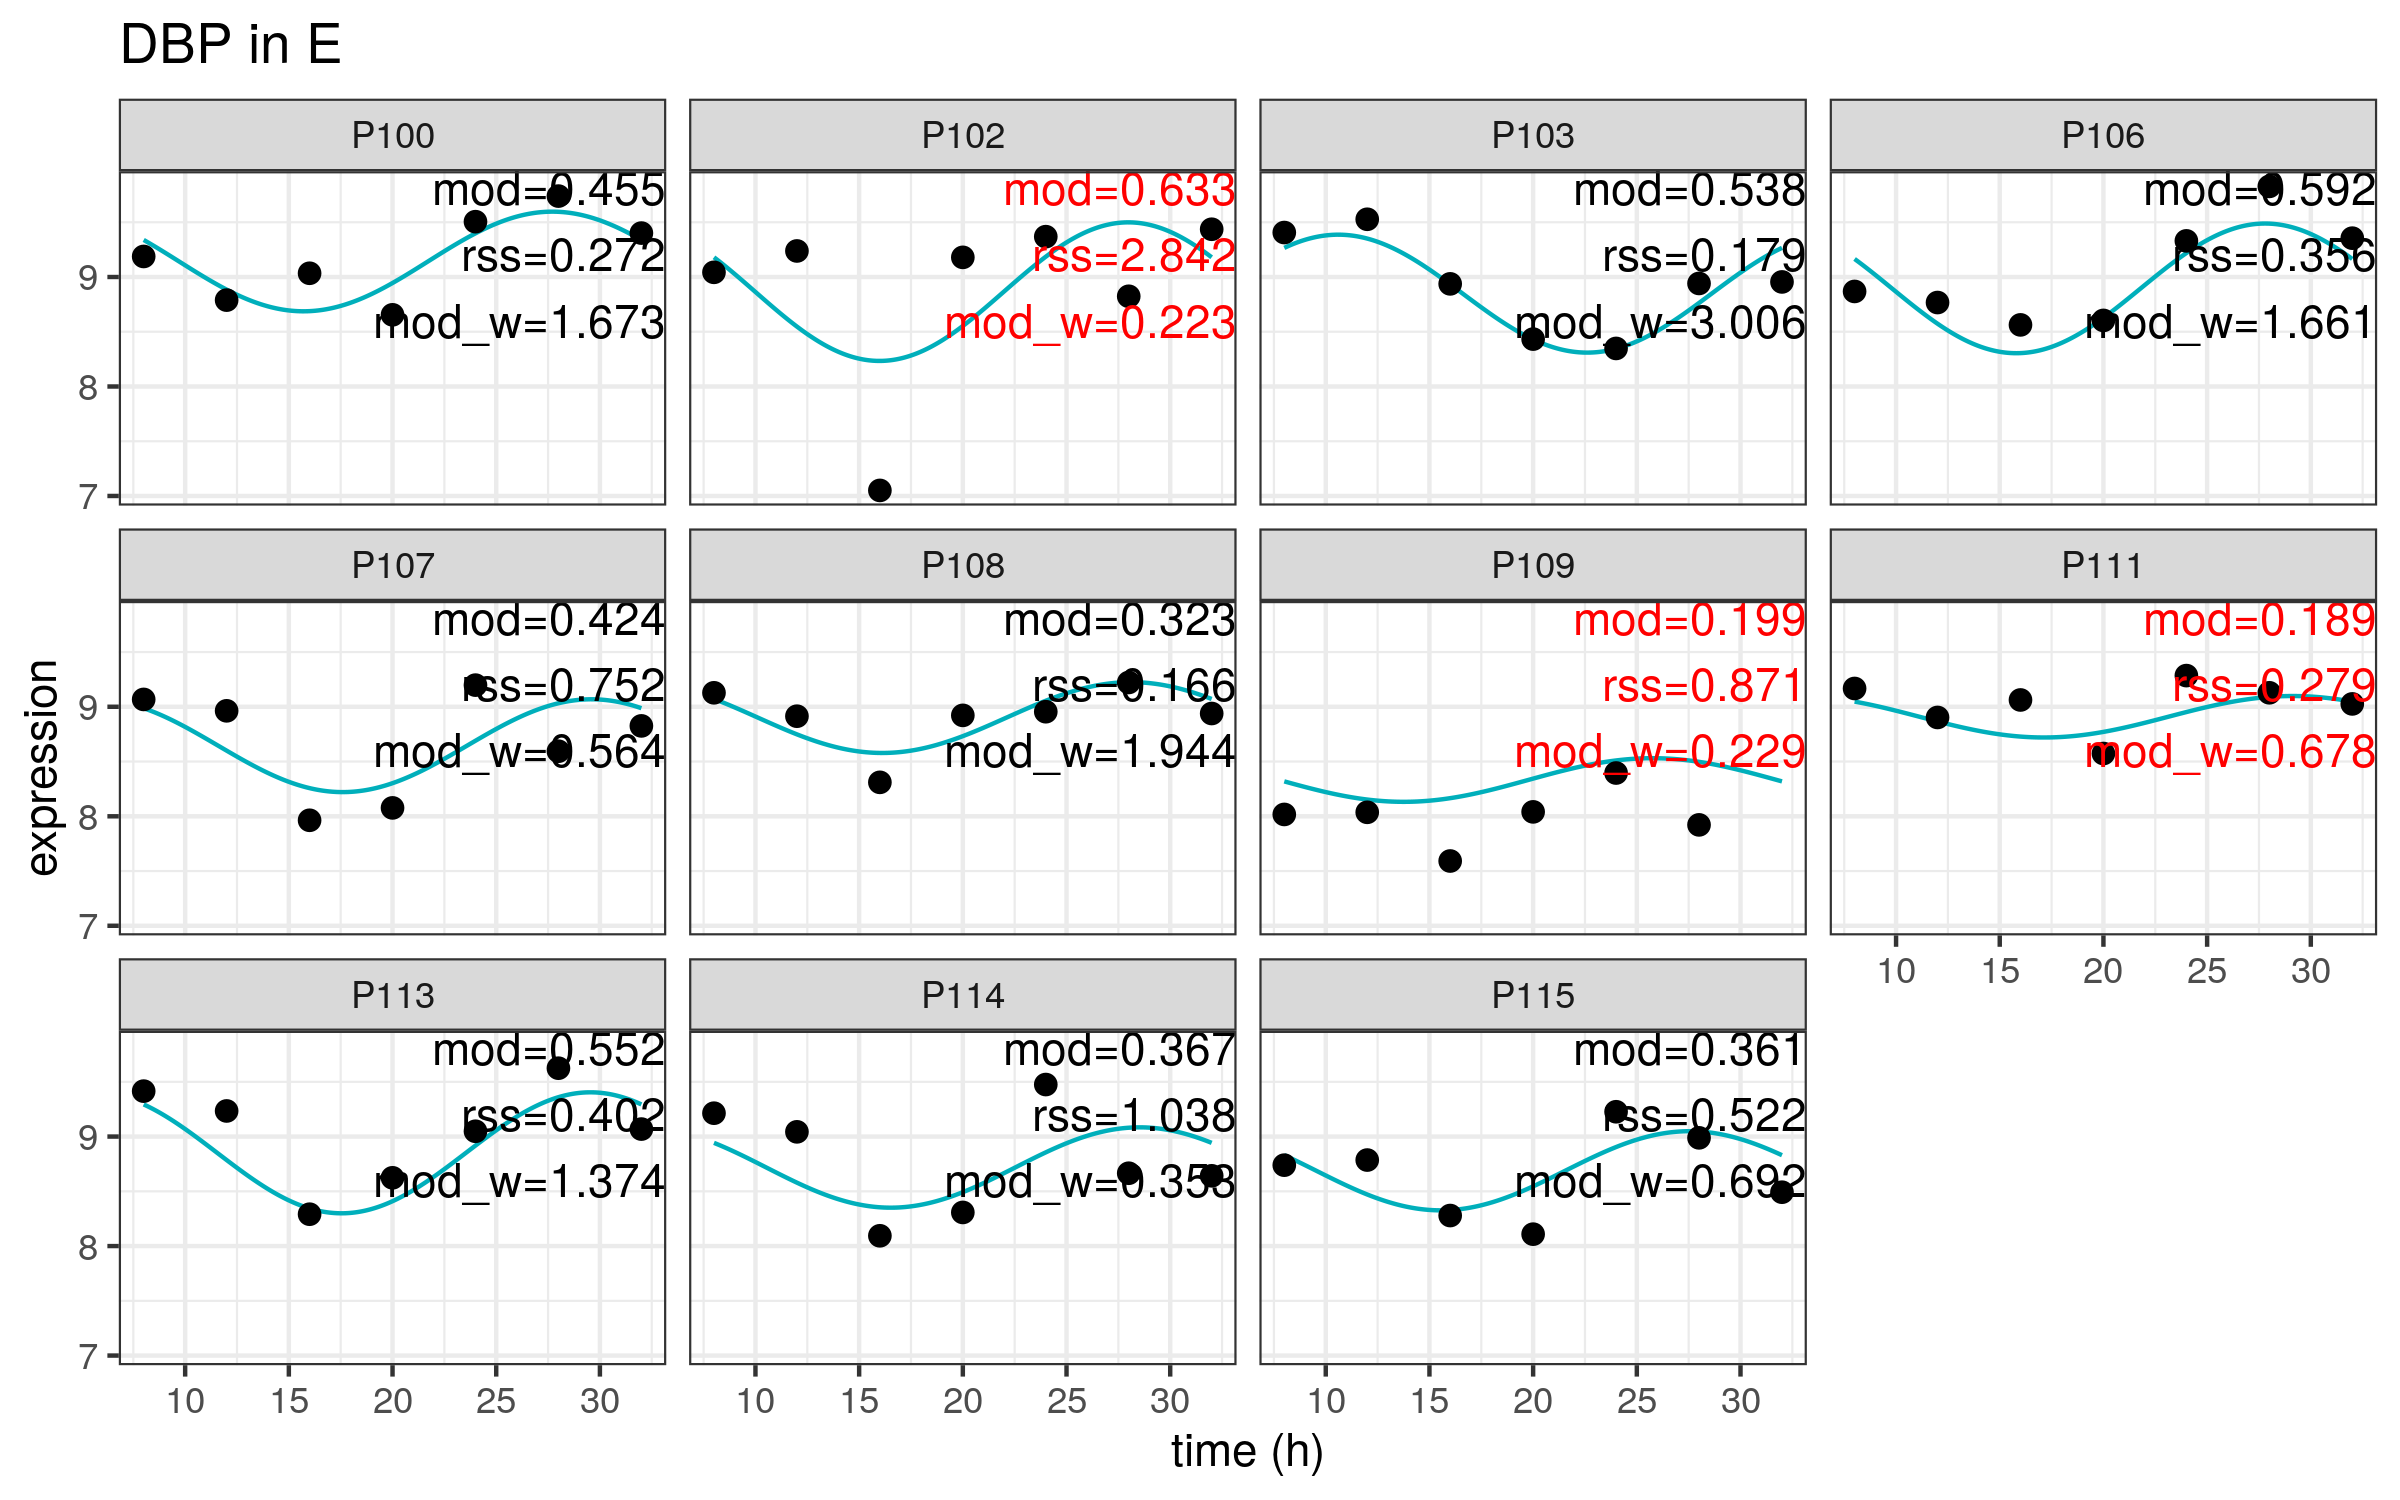 DBP in E
P100
P102
P103
P106
mod=0.455
rss=0.272
mod_w=1.673
mod=0.633
rss=2.842
mod_w=0.223
mod=0.538
rss=0.179
mod_w=3.006
mod=0.592
rss=0.356
mod_w=1.661
9
8
7
P107
P108
P109
P111
mod=0.424
rss=0.752
mod_w=0.564
mod=0.323
rss=0.166
mod_w=1.944
mod=0.199
rss=0.871
mod_w=0.229
mod=0.189
rss=0.279
mod_w=0.678
9
8
7
10 15 20 25 30
expression
P113
P114
P115
mod=0.552
rss=0.402
mod_w=1.374
mod=0.367
rss=1.038
mod_w=0.353
mod=0.361
rss=0.522
mod_w=0.692
9
8
7
10 15 20 25 30
10 15 20 25 30
10 15 20 25 30
time (h)